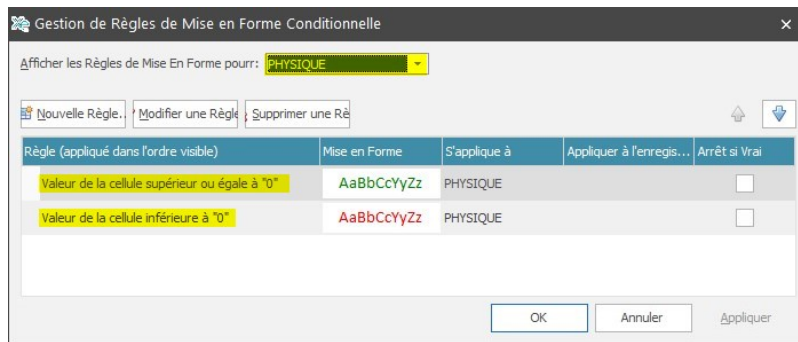 Gestion de Règles de Mise en Forme Conditionnelle
Afficher les Règles de Mise En Forme pourr: PHYSIQUE
Nouvelle Règle.. Modifier une Règle Supprimer une Rè
Règle (appliqué dans l'ordre visible) Mise en Forme S'applique à Appliquer à l'enregis... Arrêt si Vrai
Valeur de la cellule supérieur ou égale à "0" AaBbCcYyZz PHYSIQUE
Valeur de la cellule inférieure à "0" AaBbCcYyZz PHYSIQUE
OK Annuler Appliquer